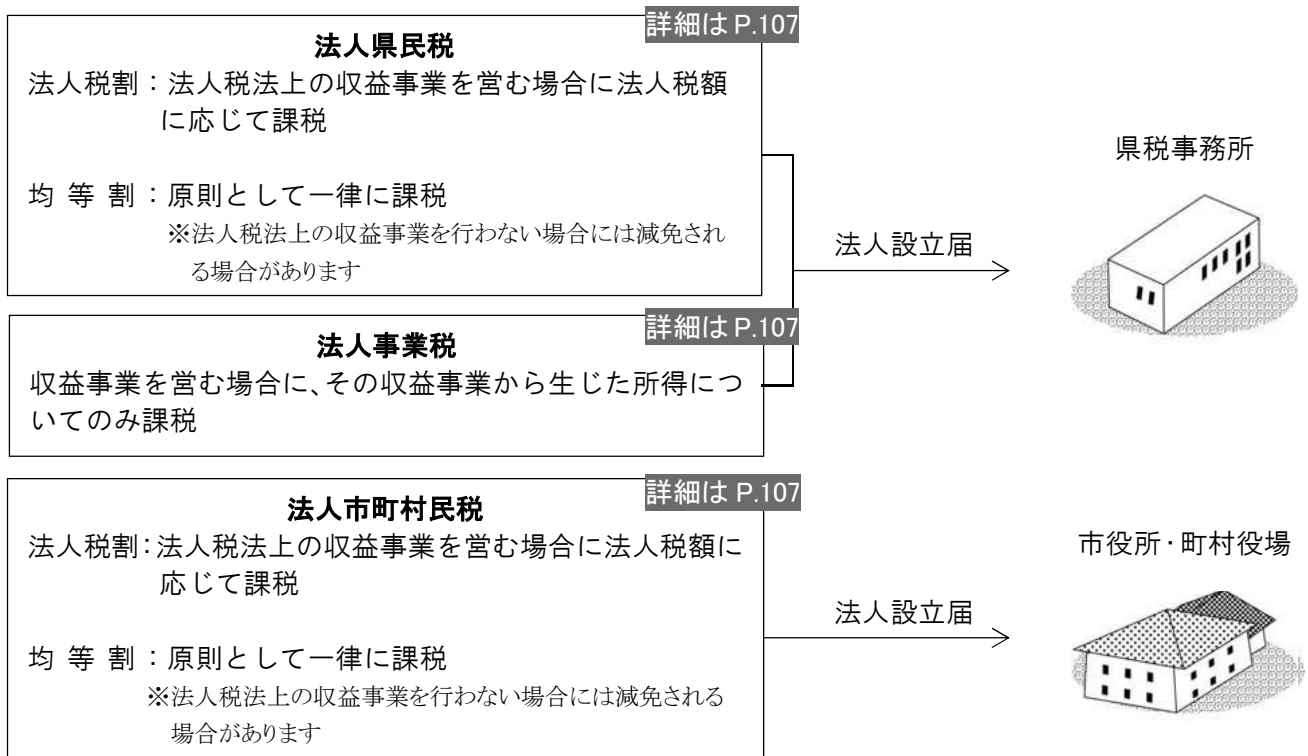 詳細は P.107
法人県民税
法人税割：法人税法上の収益事業を営む場合に法人税額
に応じて課税
均 等 割：原則として一律に課税
※法人税法上の収益事業を行わない場合には減免され
る場合があります
詳細は P.107
法人事業税
収益事業を営む場合に、その収益事業から生じた所得につ
いてのみ課税
法人設立届
県税事務所
詳細は P.107
法人市町村民税
法人税割：法人税法上の収益事業を営む場合に法人税額に
応じて課税
均 等 割：原則として一律に課税
※法人税法上の収益事業を行わない場合には減免される
場合があります
法人設立届
市役所・町村役場